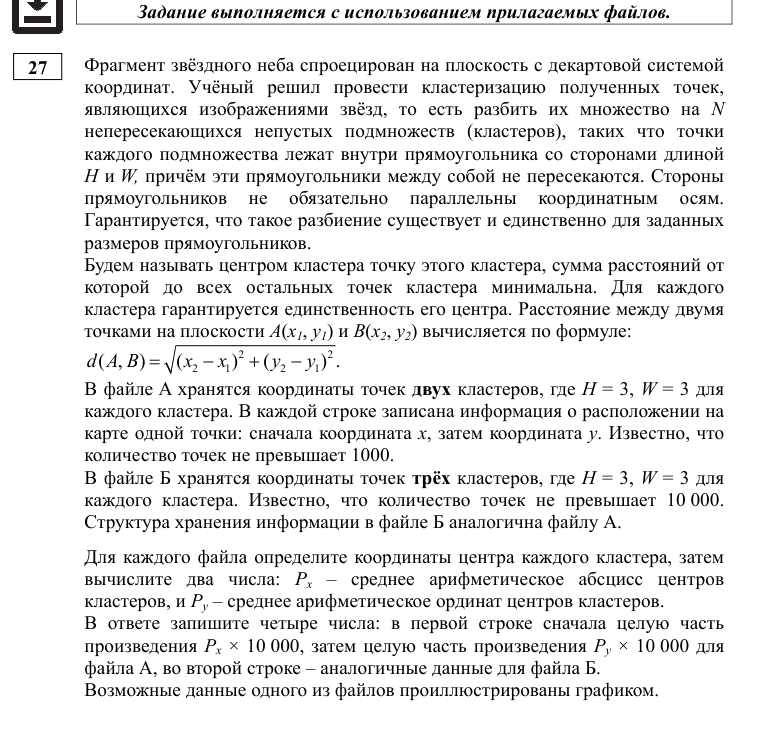 Задание выполняется с использованием прилагаемых файлов.
27
Фрагмент звёздного неба спроецирован на плоскость с декартовой системой
координат. Учёный решил провести кластеризацию полученных точек,
являющихся изображениями звёзд, то есть разбить их множество на N
непересекающихся непустых подмножеств (кластеров), таких что точки
каждого подмножества лежат внутри прямоугольника со сторонами длиной
H и W, причём эти прямоугольники между собой не пересекаются. Стороны
прямоугольников не обязательно параллельны координатным осям.
Гарантируется, что такое разбиение существует и единственно для заданных
размеров прямоугольников.
Будем называть центром кластера точку этого кластера, сумма расстояний от
которой до всех остальных точек кластера минимальна. Для каждого
кластера гарантируется единственность его центра. Расстояние между двумя
точками на плоскости A(x₁, y₁) и B(x₂, y₂) вычисляется по формуле:
d(A, B) = √((x₂ − x₁)² + (y₂ − y₁)²).
В файле А хранятся координаты точек двух кластеров, где H = 3, W = 3 для
каждого кластера. В каждой строке записана информация о расположении на
карте одной точки: сначала координата x, затем координата y. Известно, что
количество точек не превышает 1000.
В файле Б хранятся координаты точек трёх кластеров, где H = 3, W = 3 для
каждого кластера. Известно, что количество точек не превышает 10 000.
Структура хранения информации в файле Б аналогична файлу А.
Для каждого файла определите координаты центра каждого кластера, затем
вычислите два числа: Pₓ – среднее арифметическое абсцисс центров
кластеров, и Pᵧ – среднее арифметическое ординат центров кластеров.
В ответе запишите четыре числа: в первой строке сначала целую часть
произведения Pₓ × 10 000, затем целую часть произведения Pᵧ × 10 000 для
файла А, во второй строке – аналогичные данные для файла Б.
Возможные данные одного из файлов проиллюстрированы графиком.